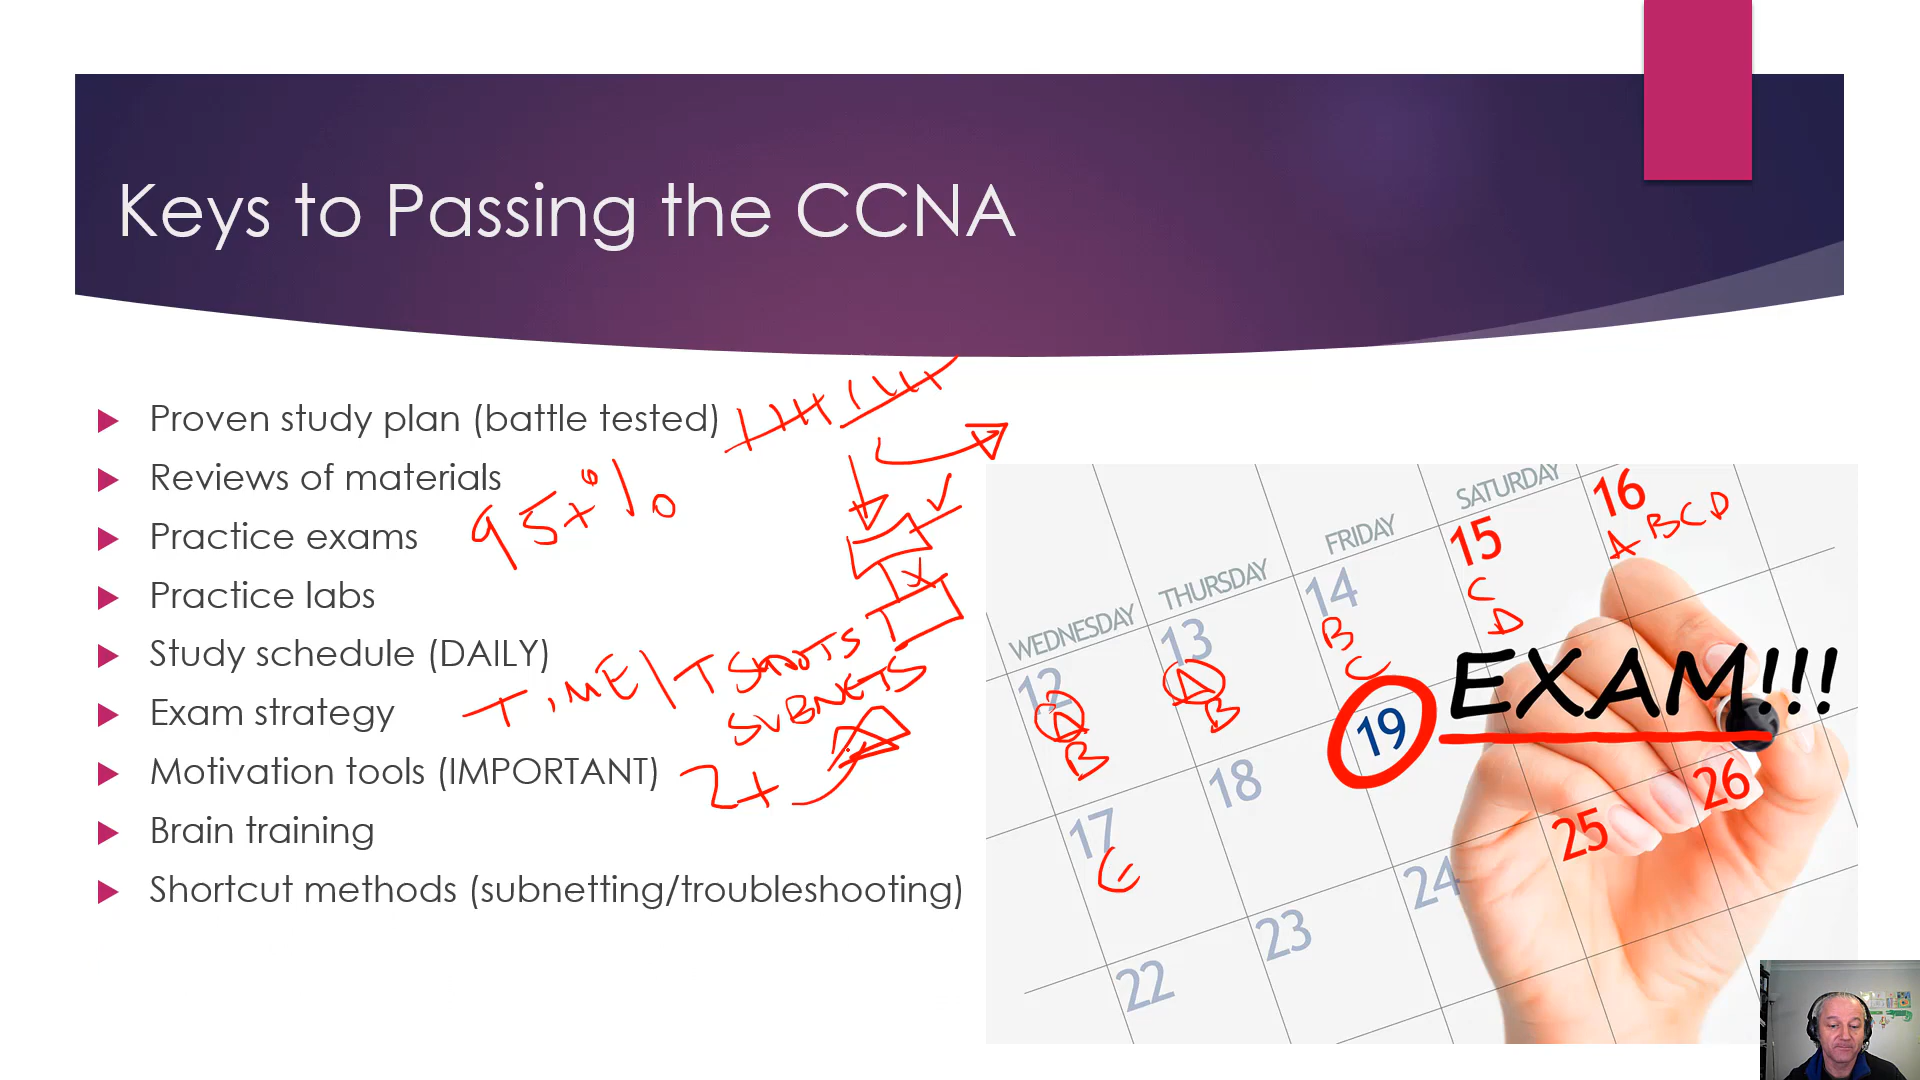 Keys to Passing the CCNA
Proven study plan (battle tested)
Reviews of materials
95+%
Practice exams
Practice labs
Study schedule (DAILY)
TIME/TSHOOTS
SUBNETS
Exam strategy
Motivation tools (IMPORTANT)
2+
Brain training
Shortcut methods (subnetting/troubleshooting)
WEDNESDAY THURSDAY FRIDAY SATURDAY
12 13 14 15 16
A B
A B
B C
C D
A B C D
17 18 19 EXAM!!!
22 23 24 25 26